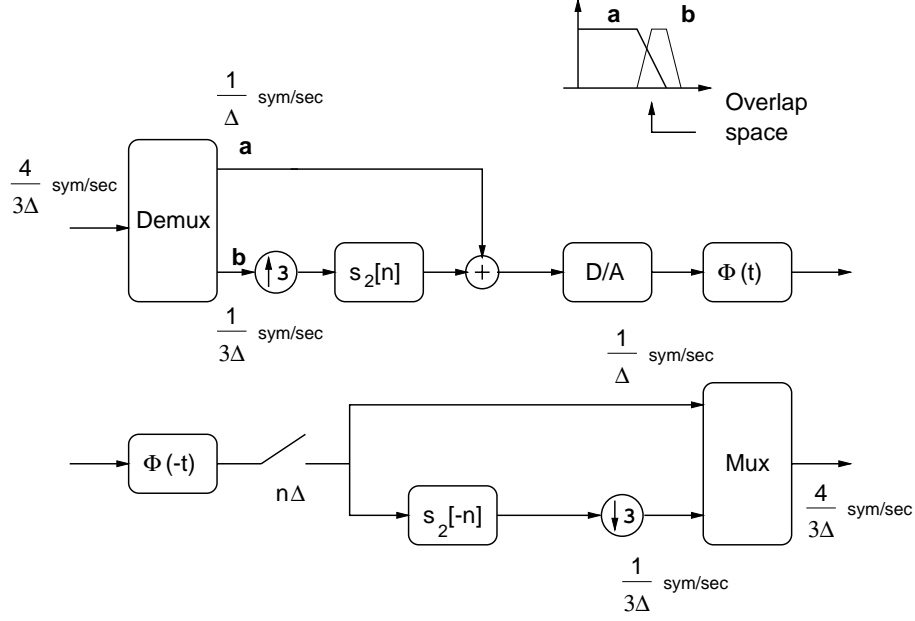 a b
Overlap
space
1/Δ sym/sec
a
4/3Δ sym/sec
Demux
b
↑3
s₂[n]
+
D/A
Φ(t)
1/3Δ sym/sec
1/Δ sym/sec
Φ(-t)
nΔ
s₂[-n]
↓3
Mux
4/3Δ sym/sec
1/3Δ sym/sec